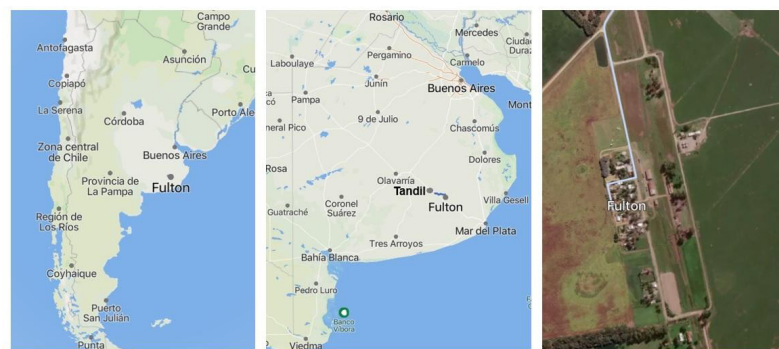 Campo
Grande
Antofagasta
Asunción
Copiapó
La Serena
Porto Ale
Córdoba
Zona central
de Chile
Buenos Aires
Provincia de
La Pampa
Fulton
Región de
Los Ríos
Coyhaique
Puerto
San Julián
Punta
Rosario
Mercedes
Ciuda
Duraz
Laboulaye
Pergamino
Carmelo
Junín
Pampa
Buenos Aires
Mont
có
neral Pico
9 de Julio
Chascomús
Rosa
Dolores
Olavarría
Tandil
Fulton
Villa Gesell
Guatraché
Coronel
Suárez
Tres Arroyos
Mar del Plata
Bahía Blanca
Pedro Luro
Banco
Víbora
Viedma
Fulton